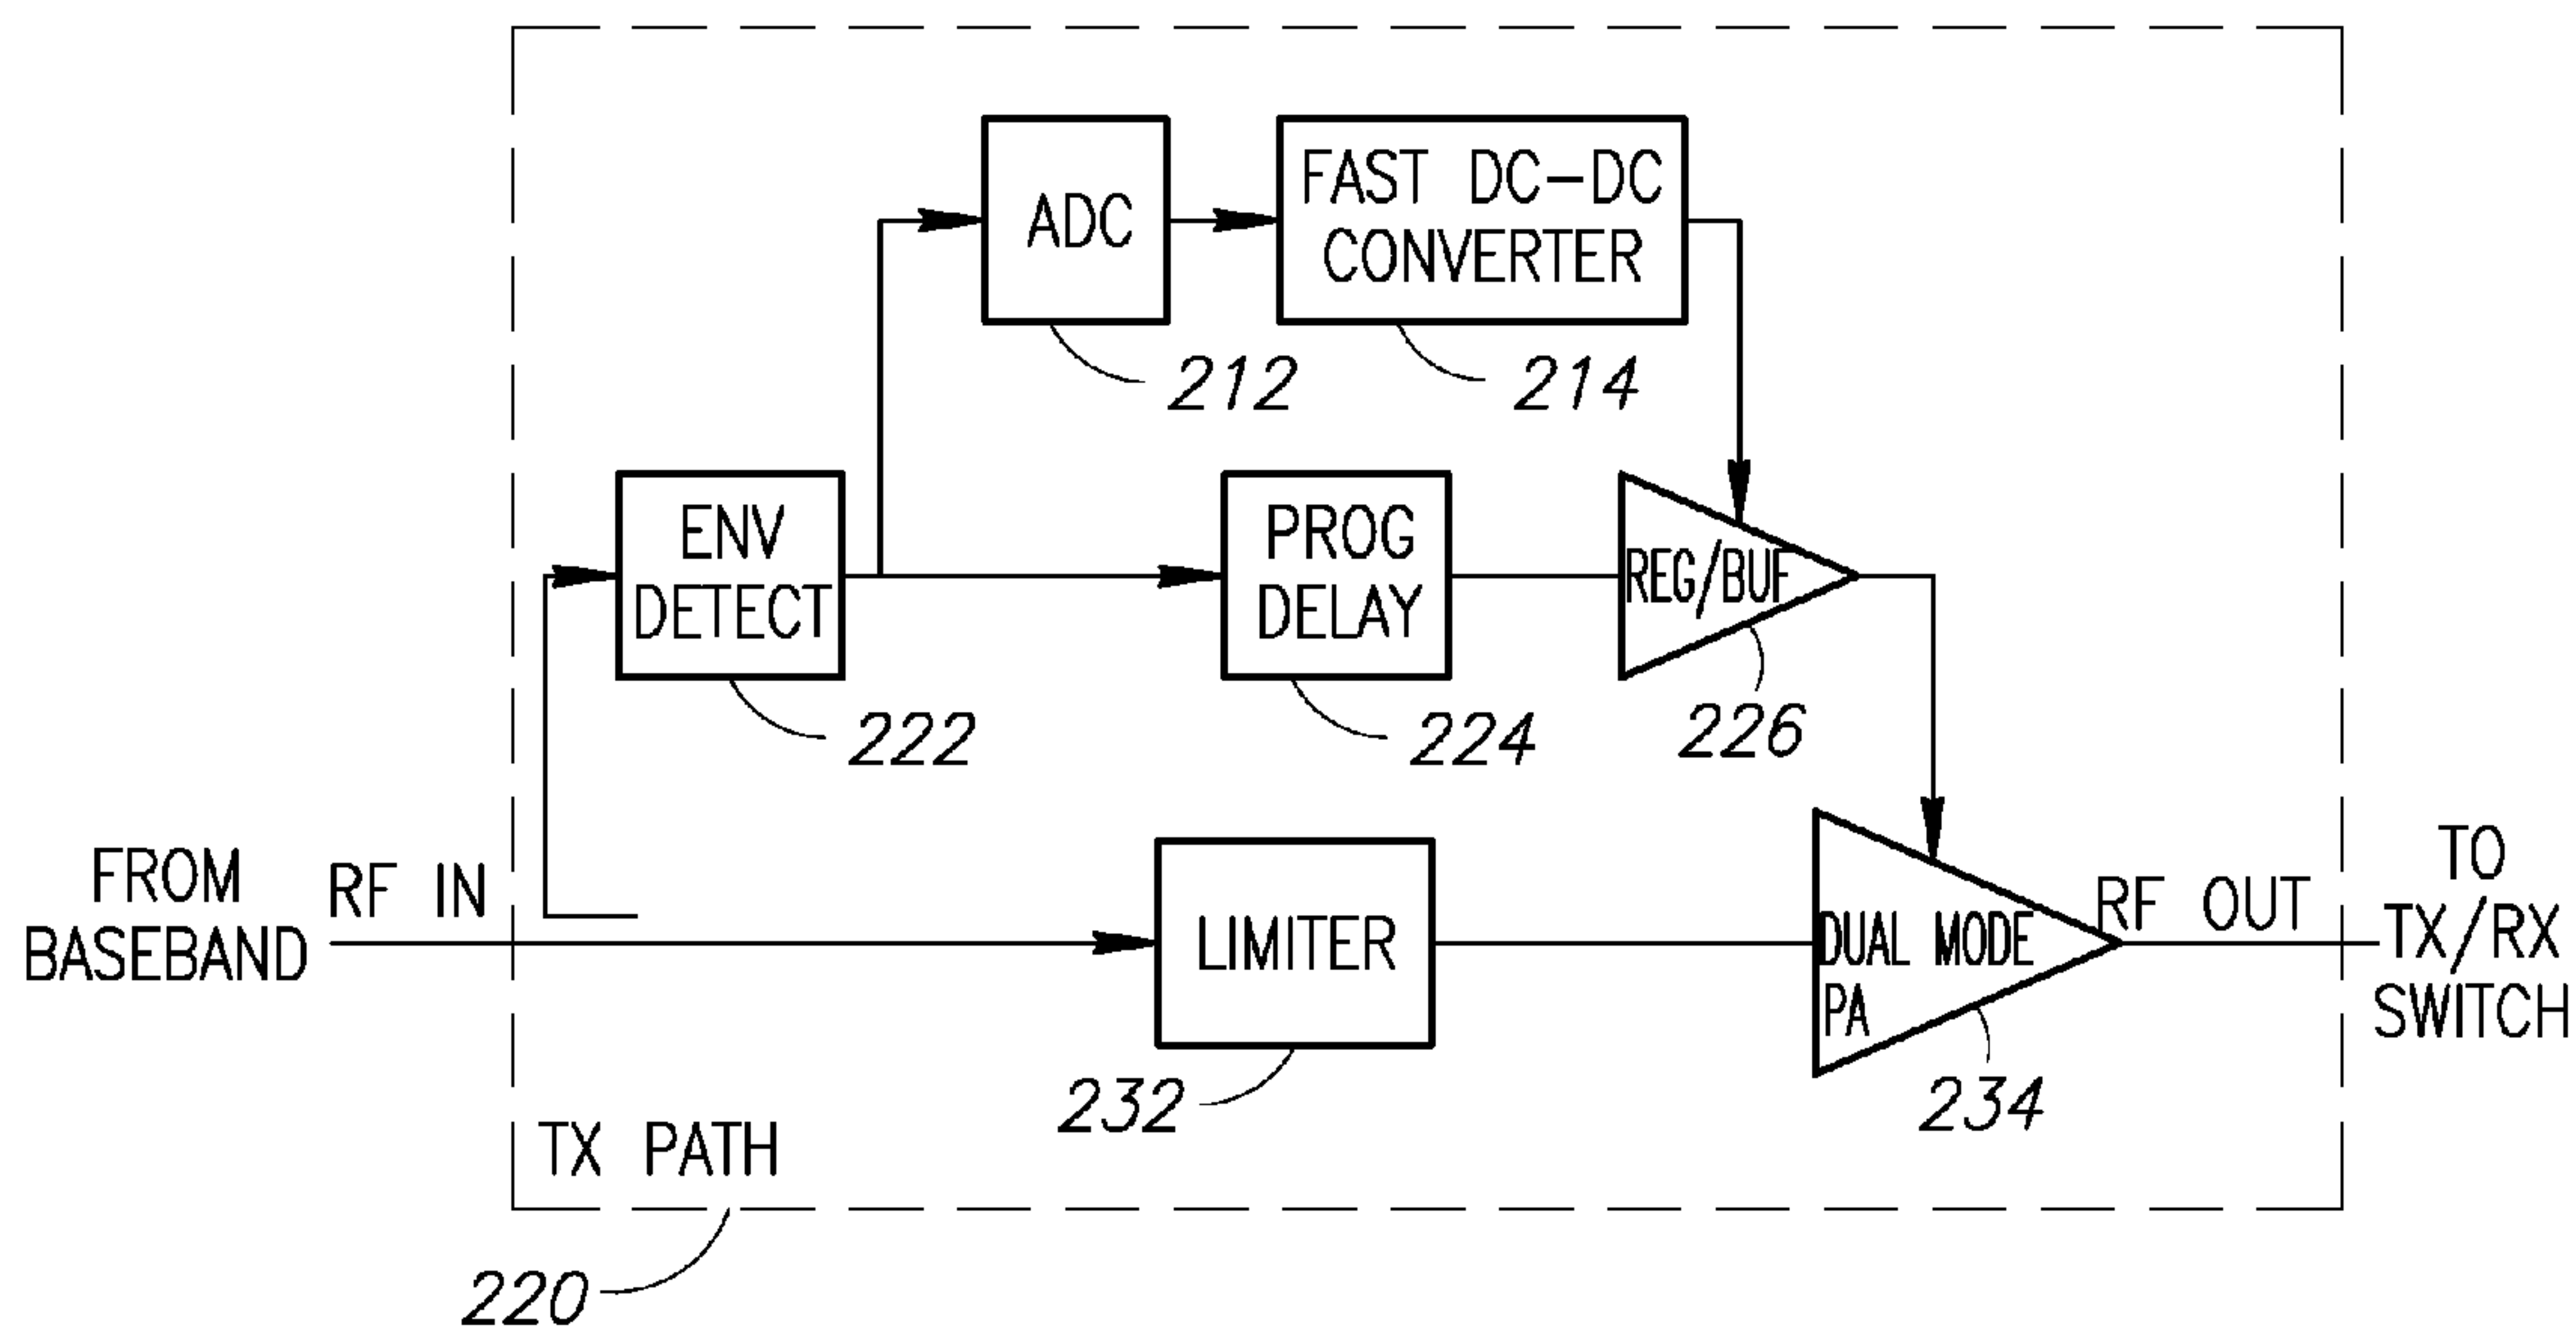 ADC
FAST DC-DC
CONVERTER
212
214
ENV
DETECT
PROG
DELAY
REG/BUF
222
224
226
FROM
BASEBAND
RF IN
LIMITER
DUAL MODE
PA
RF OUT
TO
TX/RX
SWITCH
232
234
TX PATH
220